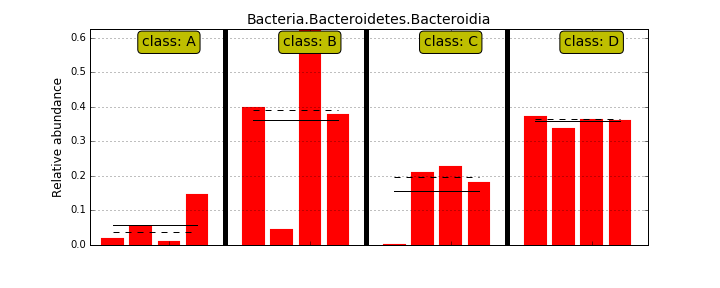 Bacteria.Bacteroidetes.Bacteroidia
class: A
class: B
class: C
class: D
Relative abundance
0.6
0.5
0.4
0.3
0.2
0.1
0.0